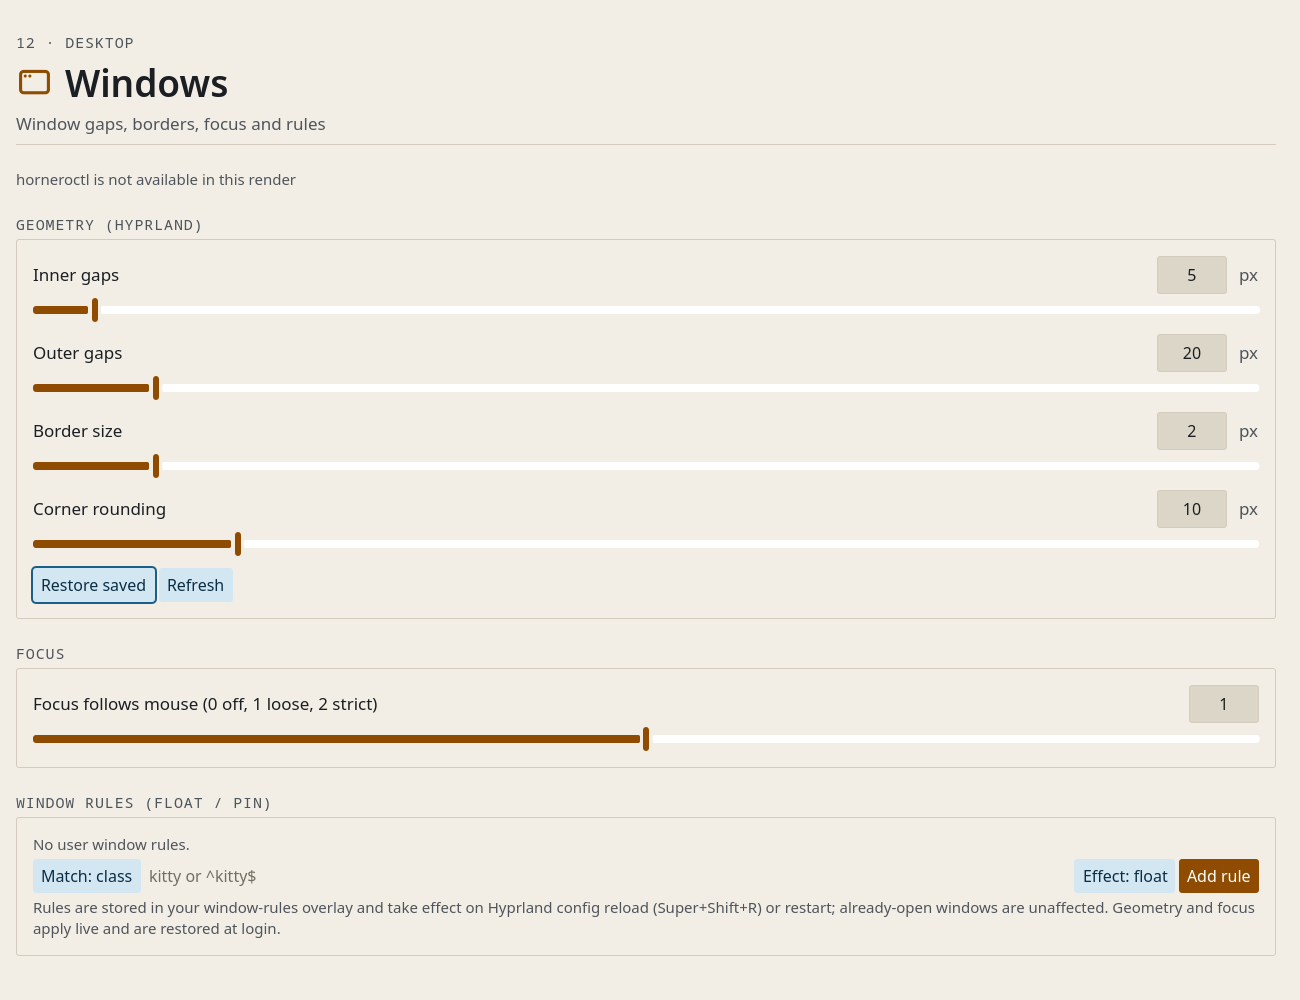 12 · DESKTOP
Windows
Window gaps, borders, focus and rules
horneroctl is not available in this render
GEOMETRY (HYPRLAND)
Inner gaps 5 px
Outer gaps 20 px
Border size 2 px
Corner rounding 10 px
Restore saved Refresh
FOCUS
Focus follows mouse (0 off, 1 loose, 2 strict) 1
WINDOW RULES (FLOAT / PIN)
No user window rules.
Match: class kitty or ^kitty$ Effect: float Add rule
Rules are stored in your window-rules overlay and take effect on Hyprland config reload (Super+Shift+R) or restart; already-open windows are unaffected. Geometry and focus
apply live and are restored at login.